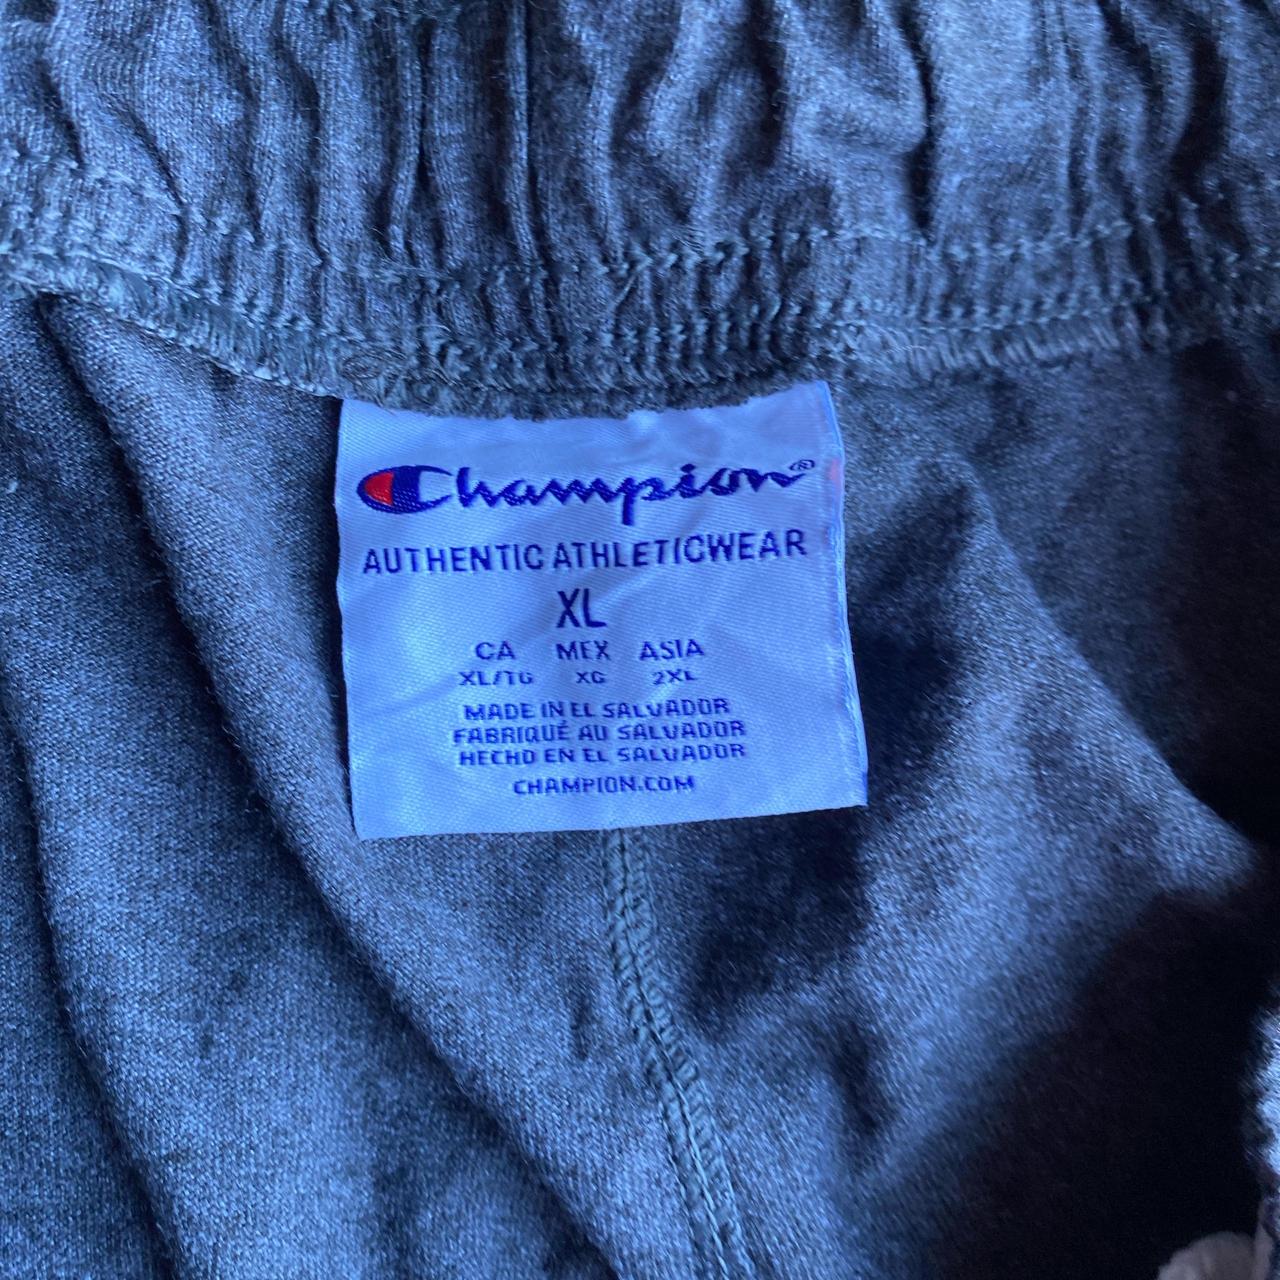 Champion®
AUTHENTIC ATHLETICWEAR
XL
CA MEX ASIA
XL/TG XG 2XL
MADE IN EL SALVADOR
FABRIQUÉ AU SALVADOR
HECHO EN EL SALVADOR
CHAMPION.COM